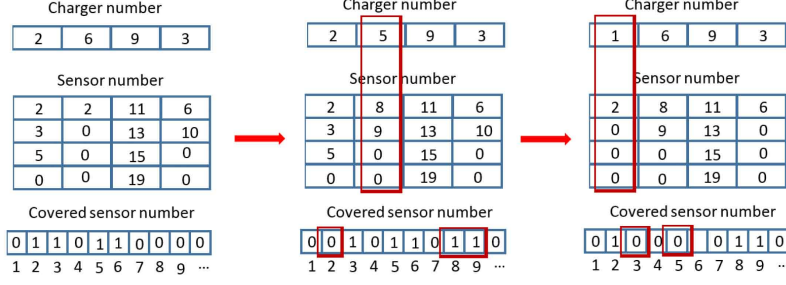 Charger number
2 6 9 3
Sensor number
2 2 11 6
3 0 13 10
5 0 15 0
0 0 19 0
Covered sensor number
0 1 1 0 1 1 0 0 0 0
1 2 3 4 5 6 7 8 9 ...
Charger number
2 5 9 3
Sensor number
2 8 11 6
3 9 13 10
5 0 15 0
0 0 19 0
Covered sensor number
0 0 1 0 1 1 0 1 1 0
1 2 3 4 5 6 7 8 9 ...
Charger number
1 6 9 3
Sensor number
2 8 11 6
0 9 13 0
0 0 15 0
0 0 19 0
Covered sensor number
0 1 0 0 0 0 0 1 1 0
1 2 3 4 5 6 7 8 9 ...